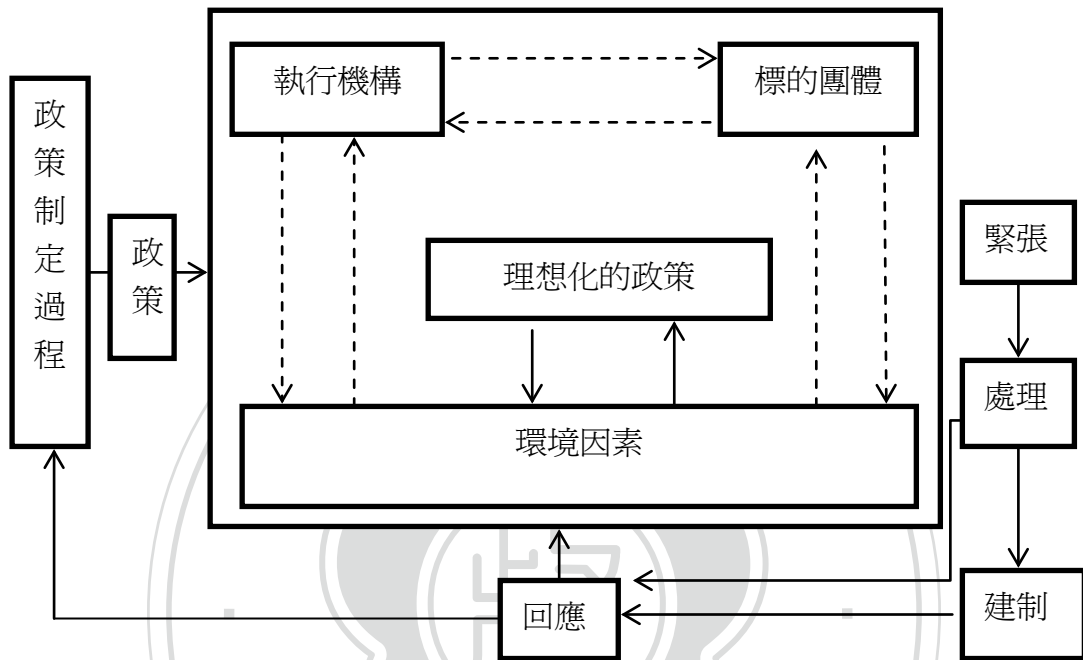 執行機構
標的團體
政策制定過程
政策
理想化的政策
緊張
處理
環境因素
回應
建制